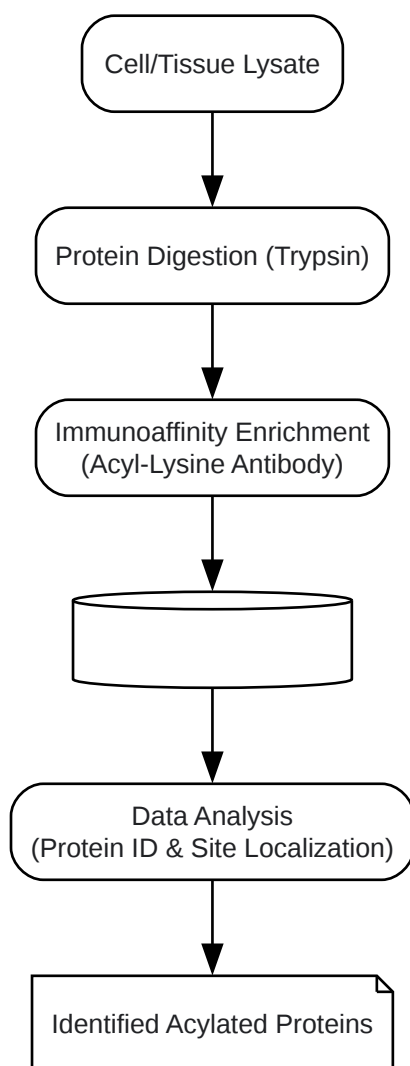 Cell/Tissue Lysate
Protein Digestion (Trypsin)
Immunoaffinity Enrichment
(Acyl-Lysine Antibody)
Data Analysis
(Protein ID & Site Localization)
Identified Acylated Proteins